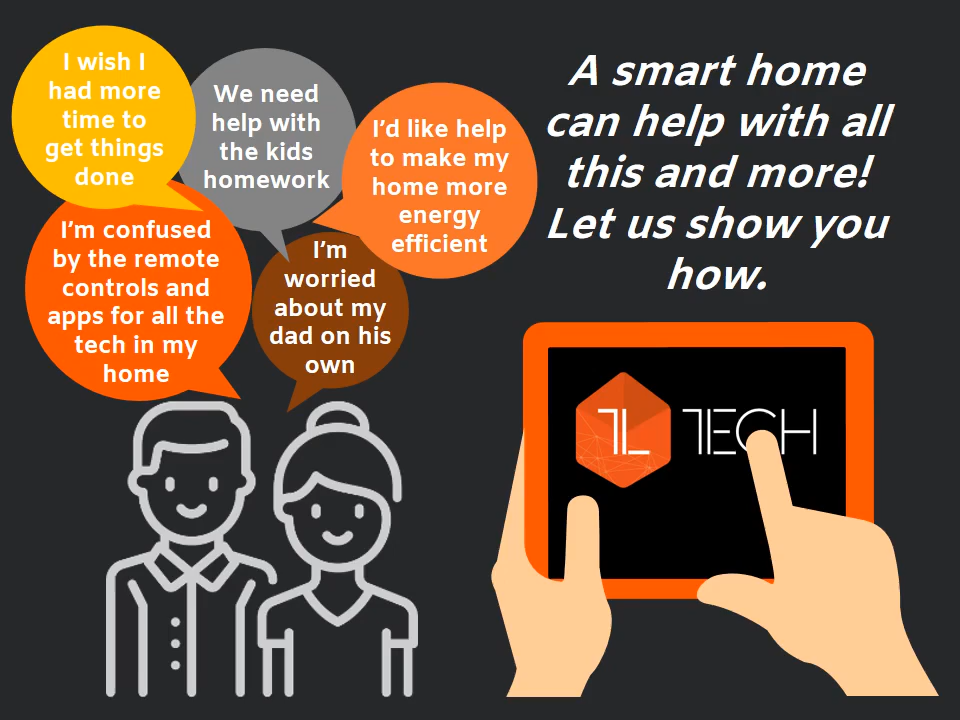 I wish I
had more
time to
get things
done
We need
help with
the kids
homework
I'd like help
to make my
home more
energy
efficient
I'm confused
by the remote
controls and
apps for all the
tech in my
home
I'm
worried
about my
dad on his
own
A smart home
can help with all
this and more!
Let us show you
how.
TL TECH